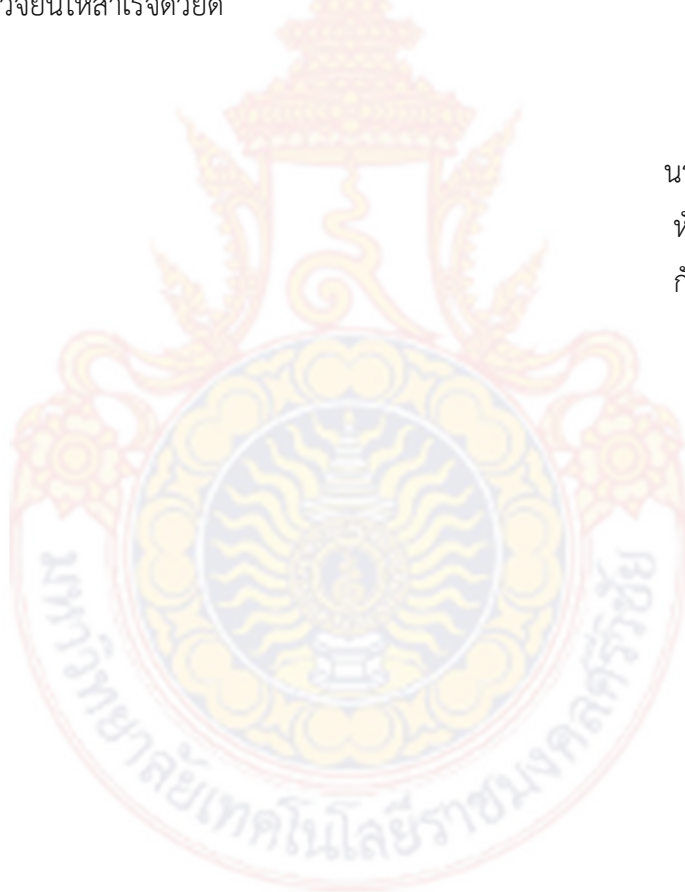 วิจัยนี้ให้สำเร็จด้วยดี
มหาวิทยาลัยเทคโนโลยีราชมงคลศรีวิชัย